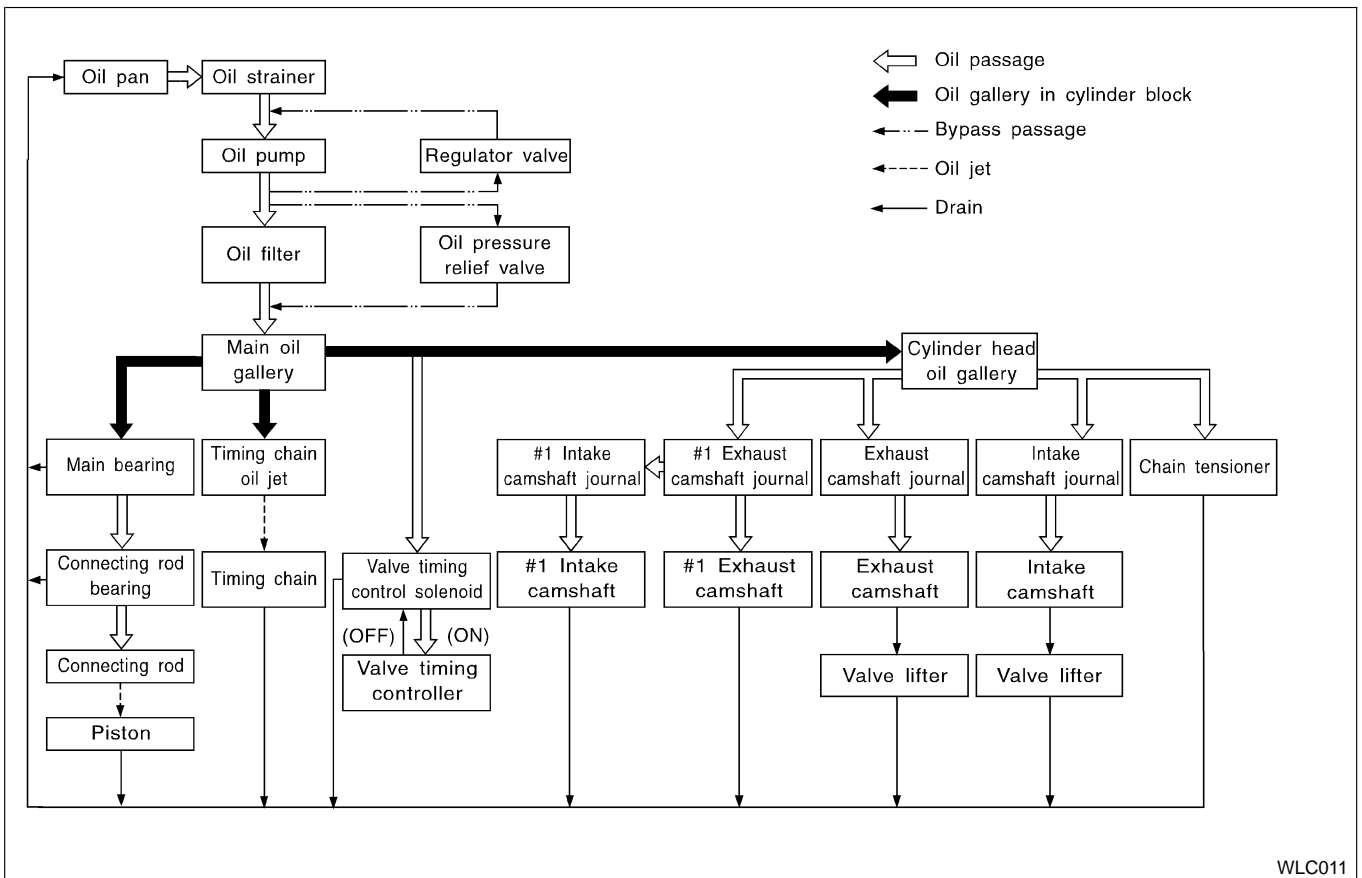 Oil pan
Oil strainer
Oil passage
Oil gallery in cylinder block
Bypass passage
Oil jet
Drain
Oil pump
Regulator valve
Oil filter
Oil pressure
relief valve
Main oil
gallery
Cylinder head
oil gallery
Main bearing
Timing chain
oil jet
#1 Intake
camshaft journal
#1 Exhaust
camshaft journal
Exhaust
camshaft journal
Intake
camshaft journal
Chain tensioner
Connecting rod
bearing
Timing chain
Valve timing
control solenoid
#1 Intake
camshaft
#1 Exhaust
camshaft
Exhaust
camshaft
Intake
camshaft
(OFF)
(ON)
Connecting rod
Valve timing
controller
Valve lifter
Valve lifter
Piston
WLC011